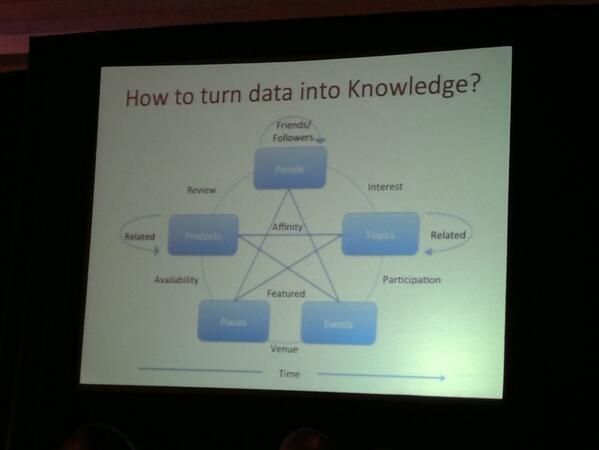 How to turn data into Knowledge?
Friends/
Followers
People
Review
Interest
Related
Products
Affinity
Topics
Related
Availability
Participation
Featured
Places
Events
Venue
Time